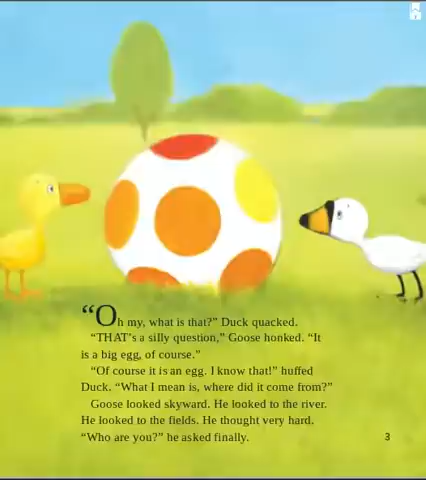 “Oh my, what is that?” Duck quacked.
“THAT’s a silly question,” Goose honked. “It
is a big egg, of course.”
“Of course it is an egg. I know that!” huffed
Duck. “What I mean is, where did it come from?”
Goose looked skyward. He looked to the river.
He looked to the fields. He thought very hard.
“Who are you?” he asked finally.
3